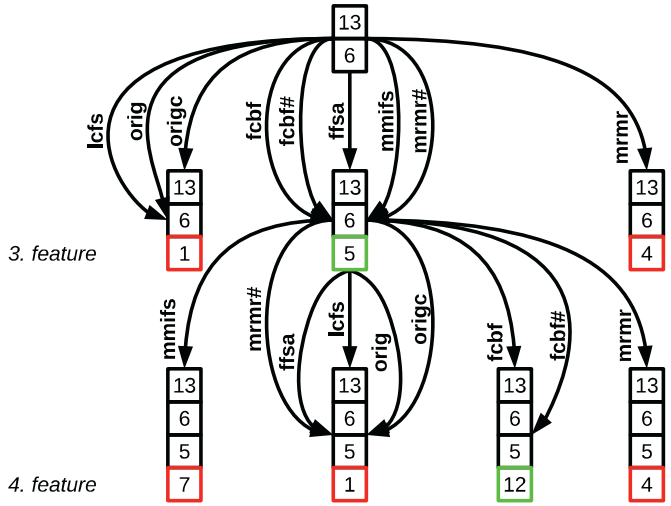 13
6
lcfs
orig
origc
fcbf
fcbf#
ffsa
mmifs
mrmr#
mrmr
13
13
13
6
6
6
3. feature
1
5
4
mmifs
mrmr#
ffsa
lcfs
orig
origc
fcbf
fcbf#
mrmr
13
13
13
13
6
6
6
6
5
5
5
5
4. feature
7
1
12
4